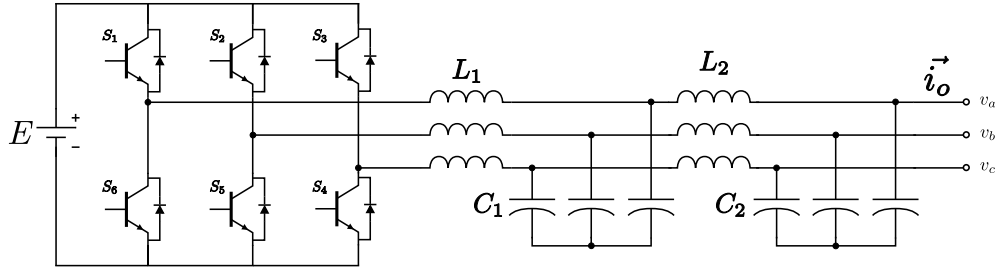 S1 S2 S3
L1 L2 i⃗o
va
E + vb
-
vc
S6 S5 S4
C1 C2